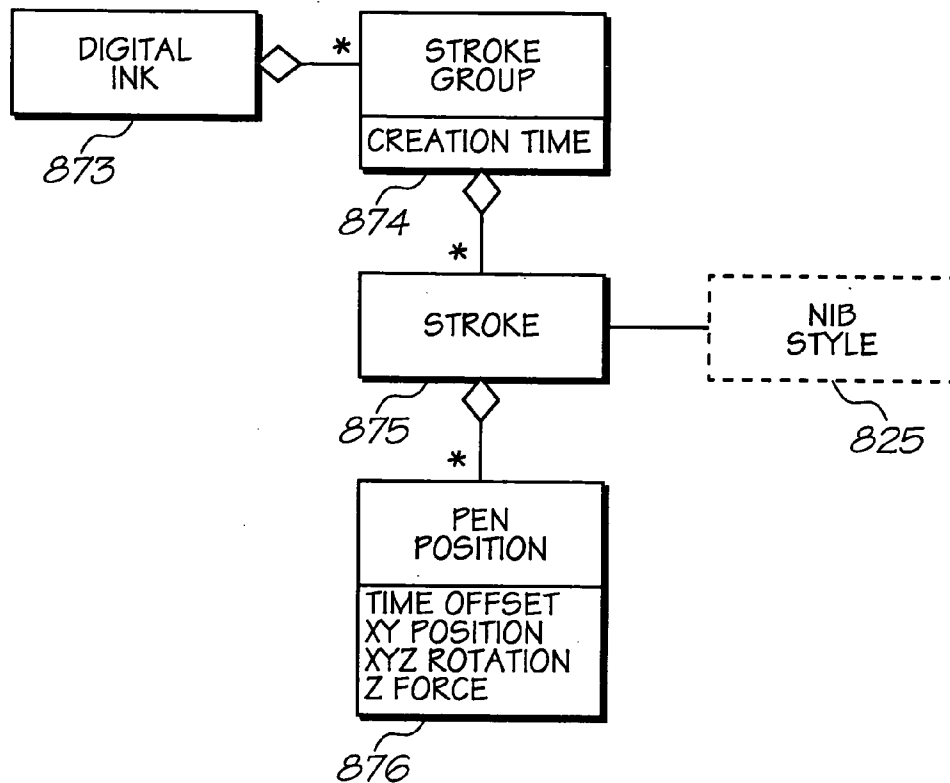 DIGITAL
INK
*
STROKE
GROUP
CREATION TIME
873
874
*
STROKE
NIB
STYLE
875
825
*
PEN
POSITION
TIME OFFSET
XY POSITION
XYZ ROTATION
Z FORCE
876